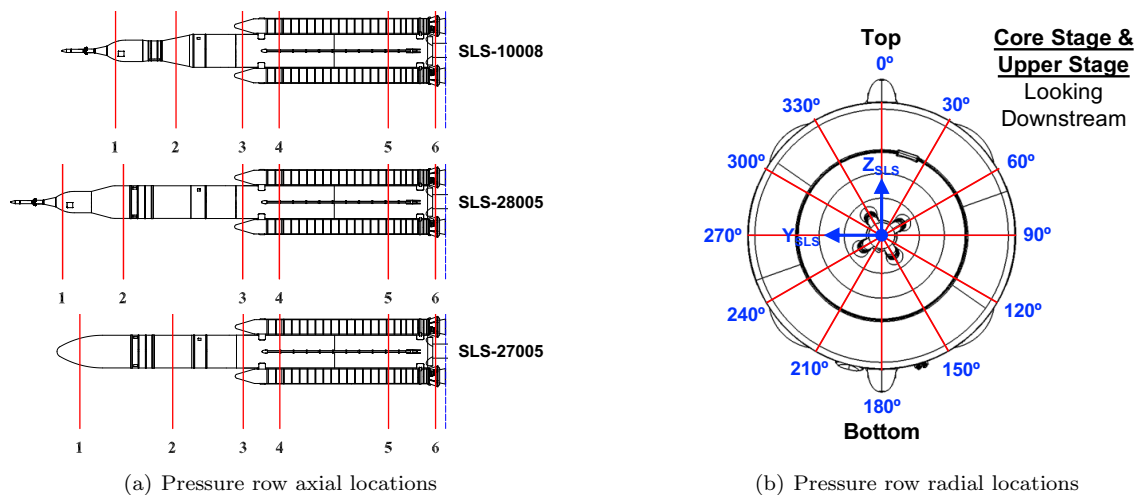 SLS-10008
1 2 3 4 5 6
SLS-28005
1 2 3 4 5 6
SLS-27005
1 2 3 4 5 6
(a) Pressure row axial locations
Top
0º
330º
30º
300º
60º
270º
90º
240º
120º
210º
150º
180º
Bottom
Z_SLS
Y_SLS
Core Stage &
Upper Stage
Looking
Downstream
(b) Pressure row radial locations